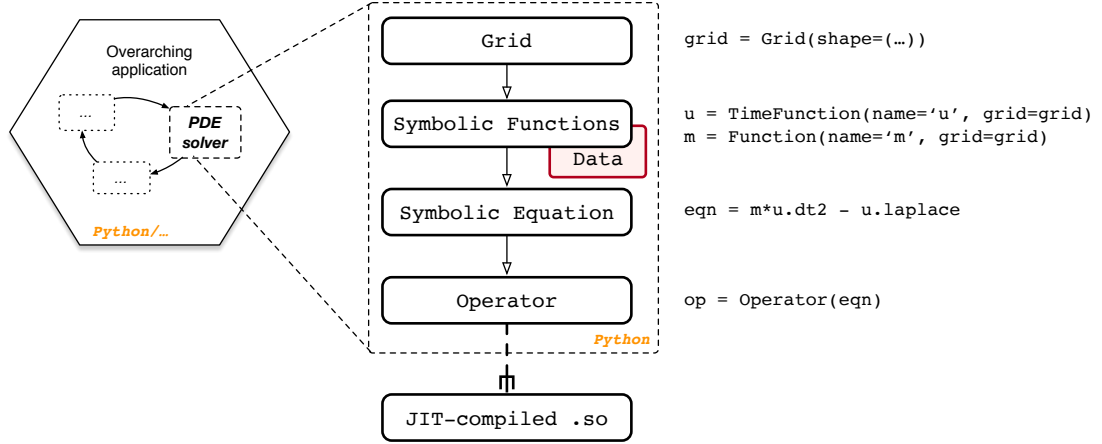 Overarching
application
...
PDE
solver
...
Python/…
Grid
grid = Grid(shape=(…))
Symbolic Functions
Data
u = TimeFunction(name=‘u’, grid=grid)
m = Function(name=‘m’, grid=grid)
Symbolic Equation
eqn = m*u.dt2 - u.laplace
Operator
op = Operator(eqn)
Python
JIT-compiled .so